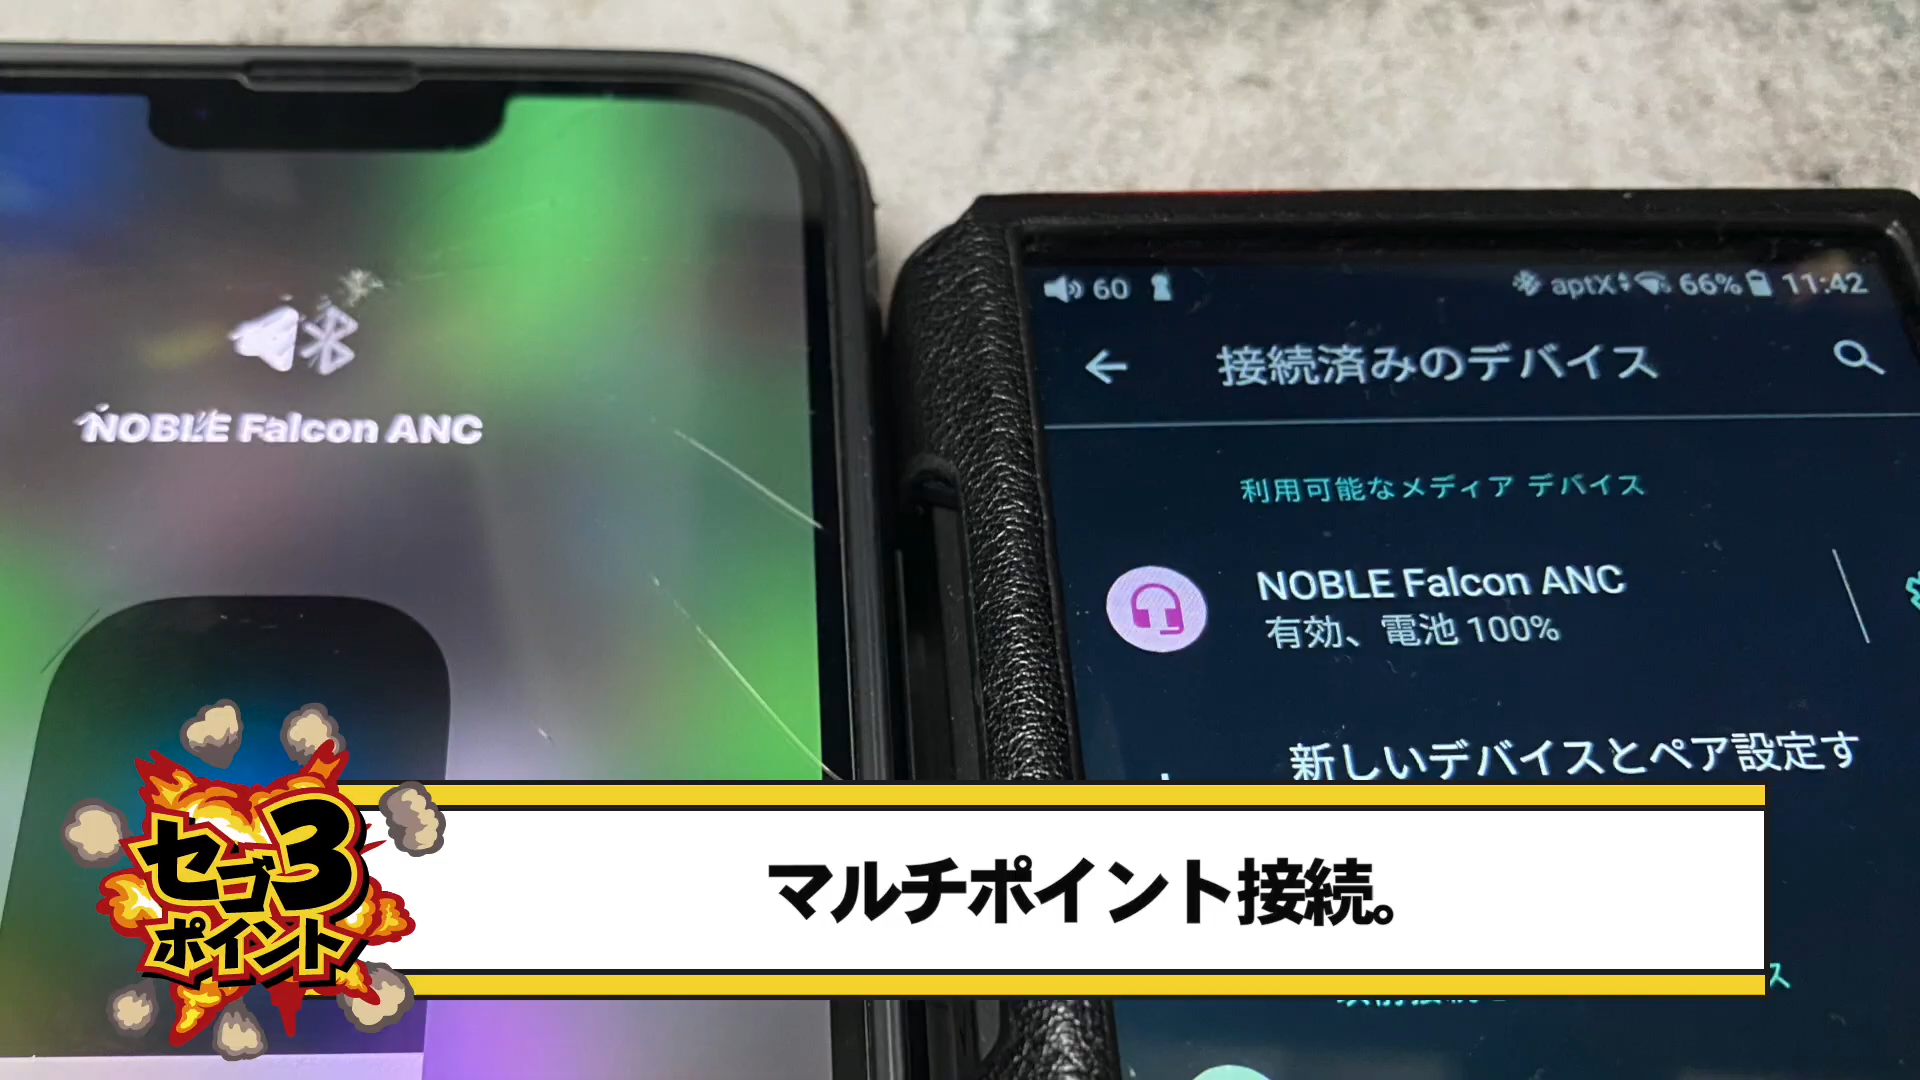 NOBLE Falcon ANC
60
aptX 66% 11:42
接続済みのデバイス
利用可能なメディア デバイス
NOBLE Falcon ANC
有効、電池 100%
新しいデバイスとペア設定す
セゴ3
ポイント
マルチポイント接続。
ス